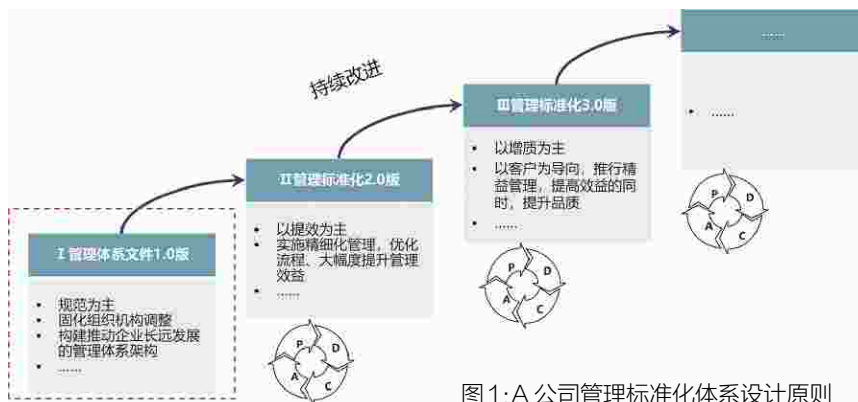 持续改进
I 管理体系文件1.0版
• 规范为主
• 固化组织机构调整
• 构建推动企业长远发展
的管理体系架构
• ……
II管理标准化2.0版
• 以提效为主
• 实施精细化管理，优化
流程、大幅度提升管理
效益
• ……
P
D
A
C
III管理标准化3.0版
• 以增质为主
• 以客户为导向，推行精
益管理，提高效益的同
时，提升品质
• ……
P
D
A
C
……
• ……
P
D
A
C
图1·A 公司管理标准化体系设计原则